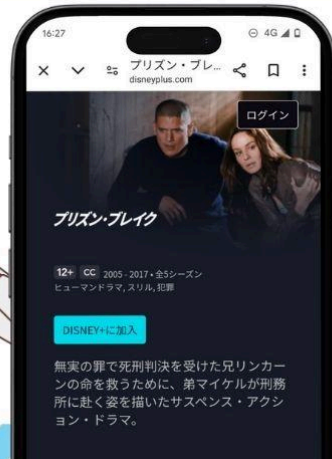 16:27
4G
プリズン・ブレ...
disneyplus.com
ログイン
プリズン・ブレイク
12+ CC 2005 - 2017・全5シーズン
ヒューマンドラマ, スリル, 犯罪
DISNEY+に加入
無実の罪で死刑判決を受けた兄リンカー
ンの命を救うために、弟マイケルが刑務
所に赴く姿を描いたサスペンス・アクシ
ョン・ドラマ。